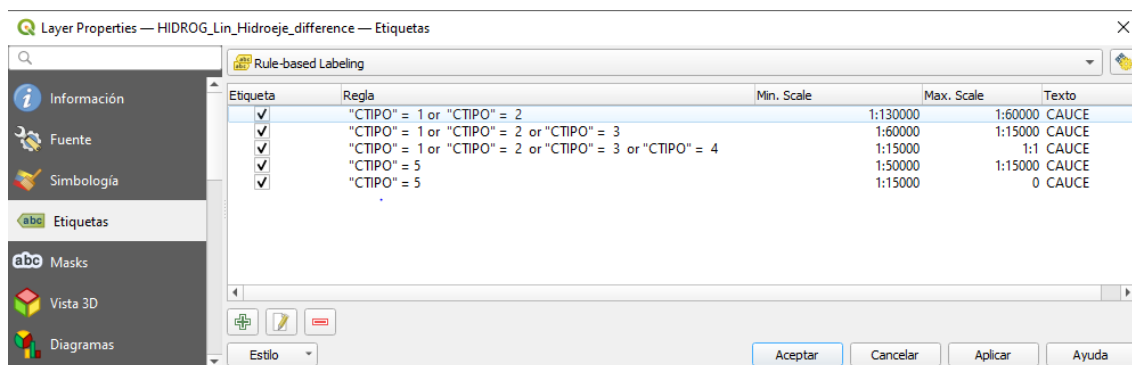 Layer Properties — HIDROG_Lin_Hidroeje_difference — Etiquetas
Rule-based Labeling
Información
Fuente
Simbología
abc Etiquetas
abc Masks
Vista 3D
Diagramas
Etiqueta Regla Min. Scale Max. Scale Texto
"CTIPO" = 1 or "CTIPO" = 2 1:130000 1:60000 CAUCE
"CTIPO" = 1 or "CTIPO" = 2 or "CTIPO" = 3 1:60000 1:15000 CAUCE
"CTIPO" = 1 or "CTIPO" = 2 or "CTIPO" = 3 or "CTIPO" = 4 1:15000 1:1 CAUCE
"CTIPO" = 5 1:50000 1:15000 CAUCE
"CTIPO" = 5 1:15000 0 CAUCE
Estilo Aceptar Cancelar Aplicar Ayuda